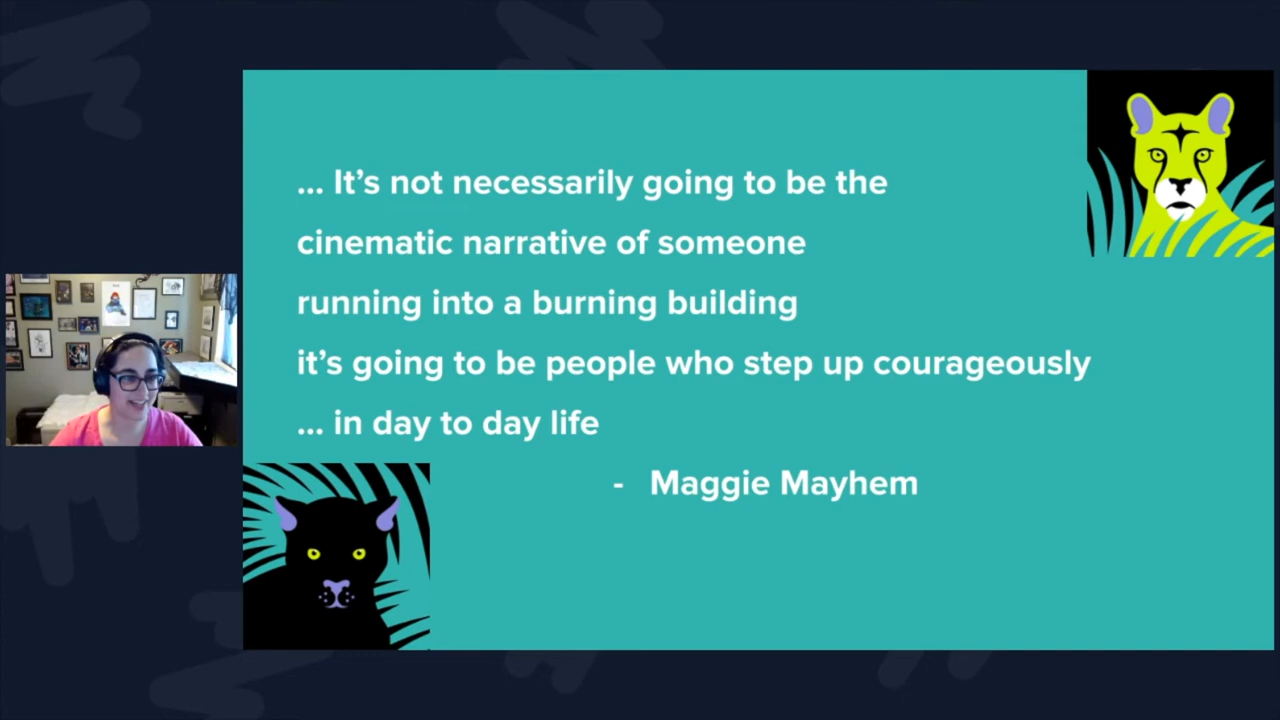 ... It’s not necessarily going to be the
cinematic narrative of someone
running into a burning building
it’s going to be people who step up courageously
... in day to day life
- Maggie Mayhem